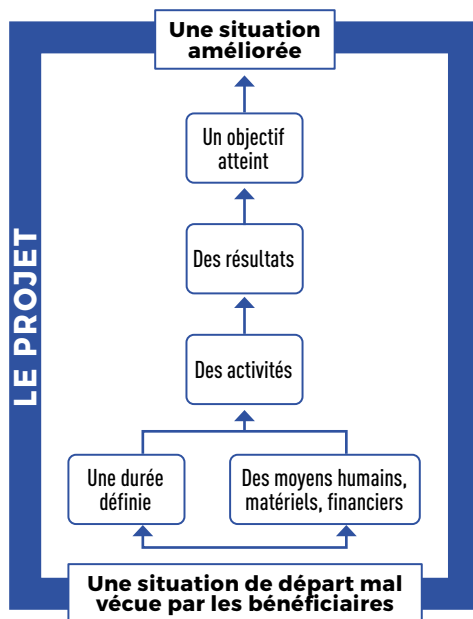 Une situation
améliorée
Un objectif
atteint
Des résultats
LE PROJET
Des activités
Une durée
définie
Des moyens humains,
matériels, financiers
Une situation de départ mal
vécue par les bénéficiaires